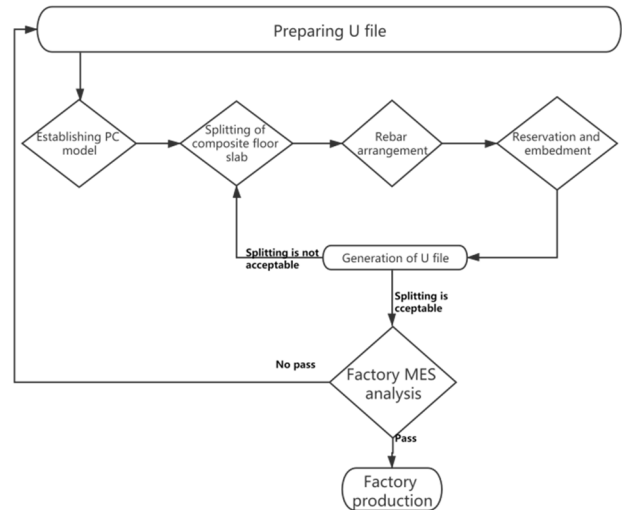 Preparing U file
Establishing PC
model
Splitting of
composite floor
slab
Rebar
arrangement
Reservation and
embedment
Splitting is not
acceptable
Generation of U file
Splitting is
cceptable
No pass
Factory MES
analysis
Pass
Factory
production